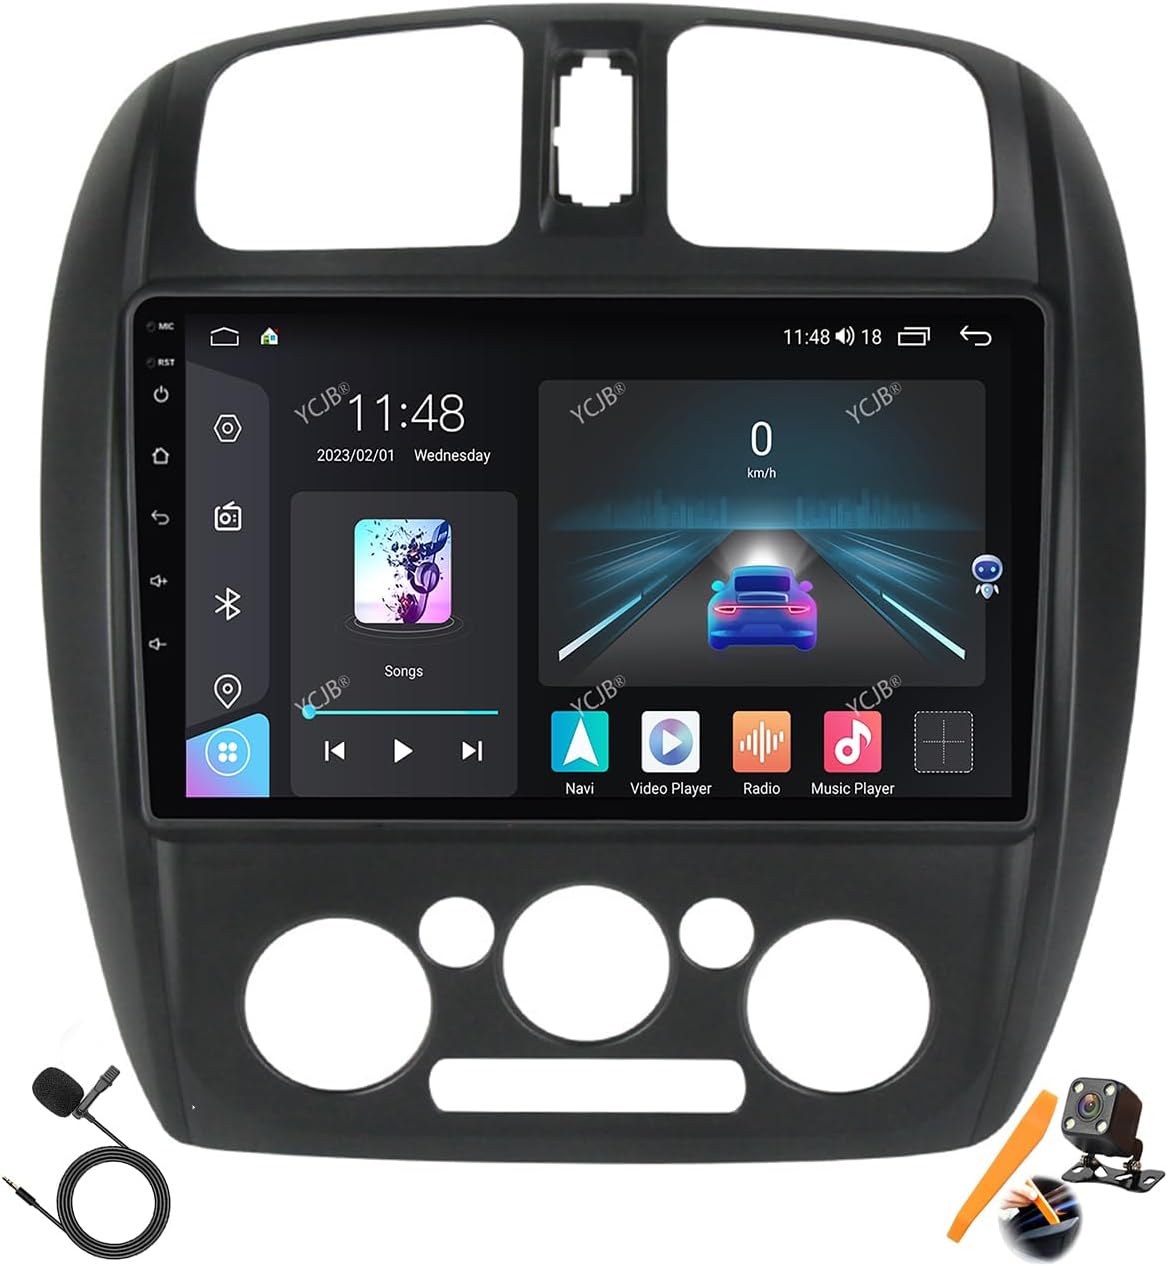 MIC
RST
11:48 18
YCJB® YCJB® YCJB®
11:48
2023/02/01 Wednesday
0
km/h
Songs
YCJB® YCJB® YCJB®
Navi Video Player Radio Music Player